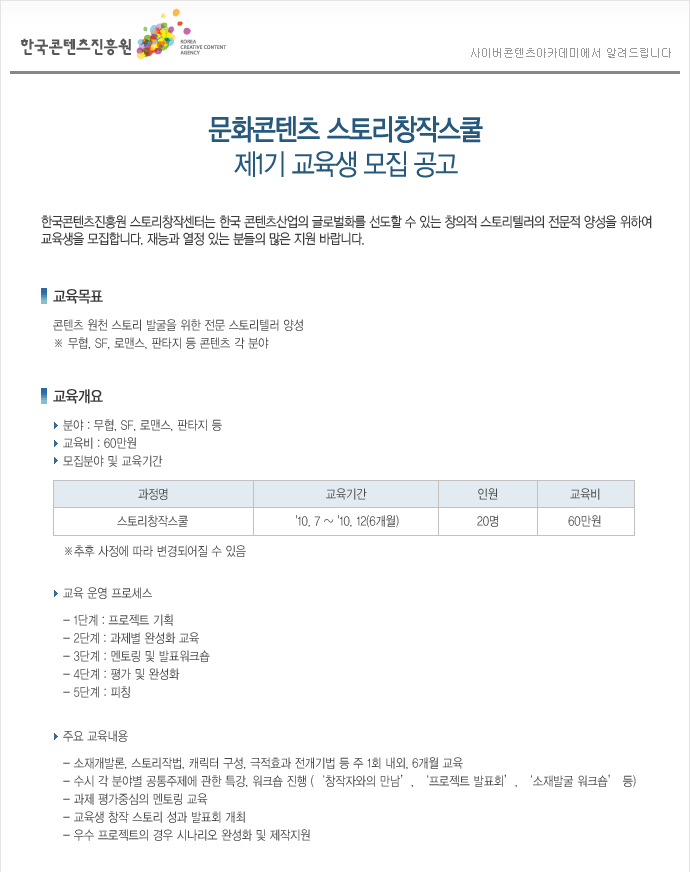 한국콘텐츠진흥원
KOREA
CREATIVE CONTENT
AGENCY
사이버콘텐츠아카데미에서 알려드립니다
문화콘텐츠 스토리창작스쿨
제1기 교육생 모집 공고
한국콘텐츠진흥원 스토리창작센터는 한국 콘텐츠산업의 글로벌화를 선도할 수 있는 창의적 스토리텔러의 전문적 양성을 위하여
교육생을 모집합니다. 재능과 열정 있는 분들의 많은 지원 바랍니다.
교육목표
콘텐츠 원천 스토리 발굴을 위한 전문 스토리텔러 양성
※ 무협, SF, 로맨스, 판타지 등 콘텐츠 각 분야
교육개요
분야 : 무협, SF, 로맨스, 판타지 등
교육비 : 60만원
모집분야 및 교육기간
과정명 교육기간 인원 교육비
스토리창작스쿨 '10. 7 ~ '10. 12(6개월) 20명 60만원
※추후 사정에 따라 변경되어질 수 있음
교육 운영 프로세스
- 1단계 : 프로젝트 기획
- 2단계 : 과제별 완성화 교육
- 3단계 : 멘토링 및 발표워크숍
- 4단계 : 평가 및 완성화
- 5단계 : 피칭
주요 교육내용
- 소재개발론, 스토리작법, 캐릭터 구성, 극적효과 전개기법 등 주 1회 내외, 6개월 교육
- 수시 각 분야별 공통주제에 관한 특강, 워크숍 진행 ( ‘창작자와의 만남’, ‘프로젝트 발표회’, ‘소재발굴 워크숍’ 등)
- 과제 평가중심의 멘토링 교육
- 교육생 창작 스토리 성과 발표회 개최
- 우수 프로젝트의 경우 시나리오 완성화 및 제작지원